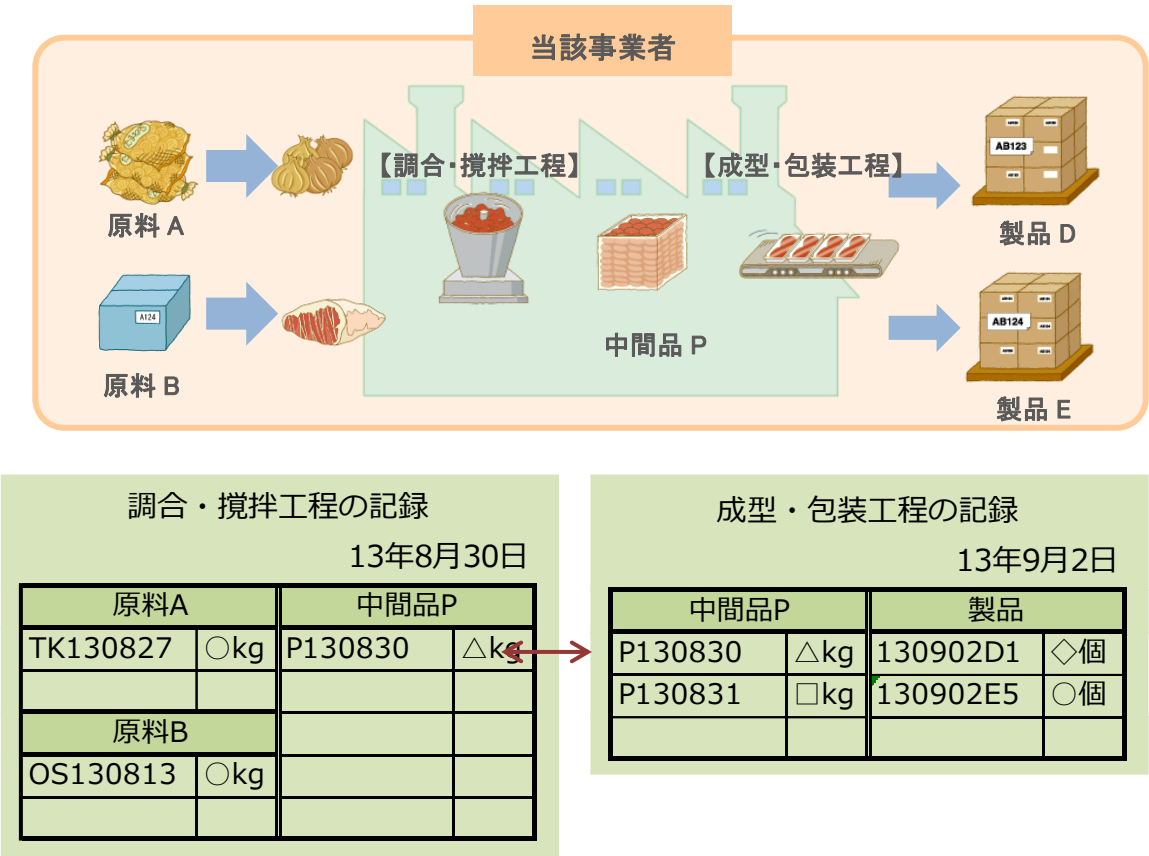 当該事業者
【調合・撹拌工程】
【成型・包装工程】
AB123
原料 A
製品 D
A124
AB124
中間品 P
原料 B
製品 E
調合・撹拌工程の記録
13年8月30日
原料A 中間品P
TK130827 ○kg P130830 △kg
原料B
OS130813 ○kg
成型・包装工程の記録
13年9月2日
中間品P 製品
P130830 △kg 130902D1 ◇個
P130831 □kg 130902E5 ○個